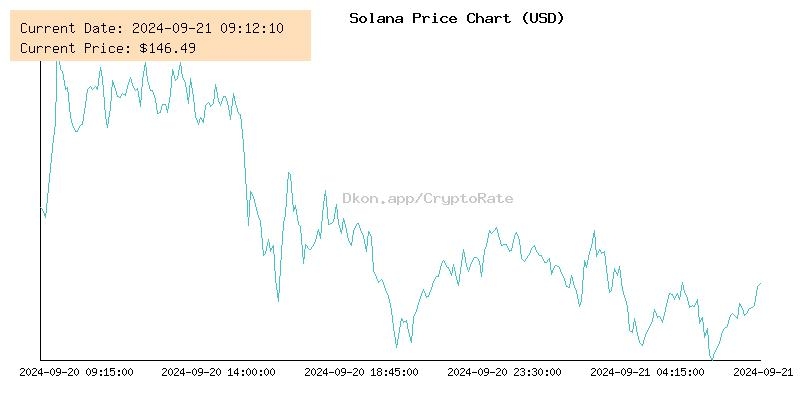 Solana Price Chart (USD)
Current Date: 2024-09-21 09:12:10
Current Price: $146.49
Dkon.app/CryptoRate
2024-09-20 09:15:00
2024-09-20 14:00:00
2024-09-20 18:45:00
2024-09-20 23:30:00
2024-09-21 04:15:00
2024-09-21